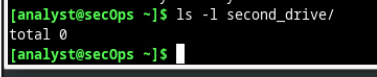 [analyst@secOps ~]$ ls -l second_drive/
total 0
[analyst@secOps ~]$